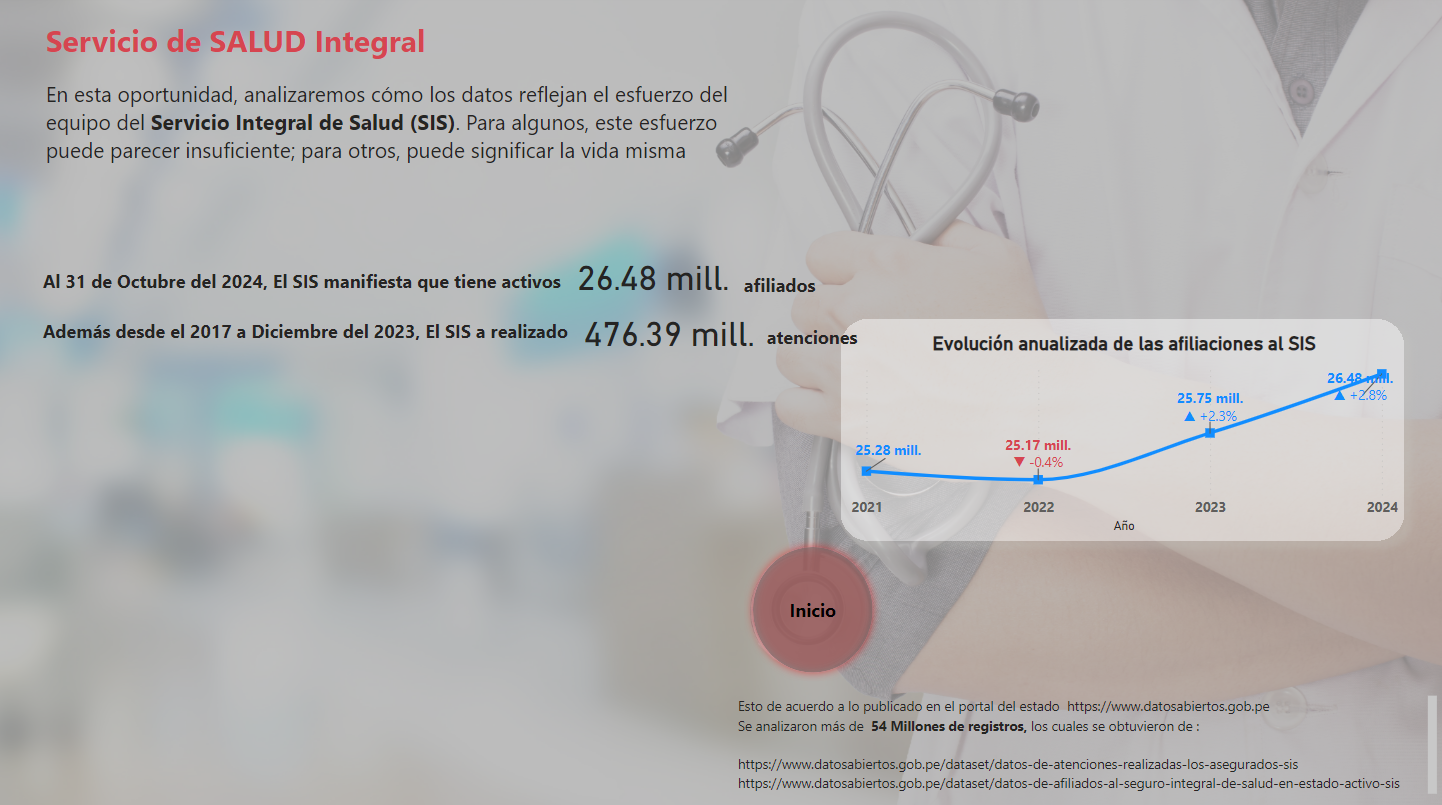 Servicio de SALUD Integral
En esta oportunidad, analizaremos cómo los datos reflejan el esfuerzo del
equipo del Servicio Integral de Salud (SIS). Para algunos, este esfuerzo
puede parecer insuficiente; para otros, puede significar la vida misma
Al 31 de Octubre del 2024, El SIS manifiesta que tiene activos 26.48 mill. afiliados
Además desde el 2017 a Diciembre del 2023, El SIS a realizado 476.39 mill. atenciones
Evolución anualizada de las afiliaciones al SIS
26.48 mill.
▲ +2.8%
25.75 mill.
▲ +2.3%
25.17 mill.
▼ -0.4%
25.28 mill.
2021 2022 2023 2024
Año
Inicio
Esto de acuerdo a lo publicado en el portal del estado https://www.datosabiertos.gob.pe
Se analizaron más de 54 Millones de registros, los cuales se obtuvieron de :
https://www.datosabiertos.gob.pe/dataset/datos-de-atenciones-realizadas-los-asegurados-sis
https://www.datosabiertos.gob.pe/dataset/datos-de-afiliados-al-seguro-integral-de-salud-en-estado-activo-sis